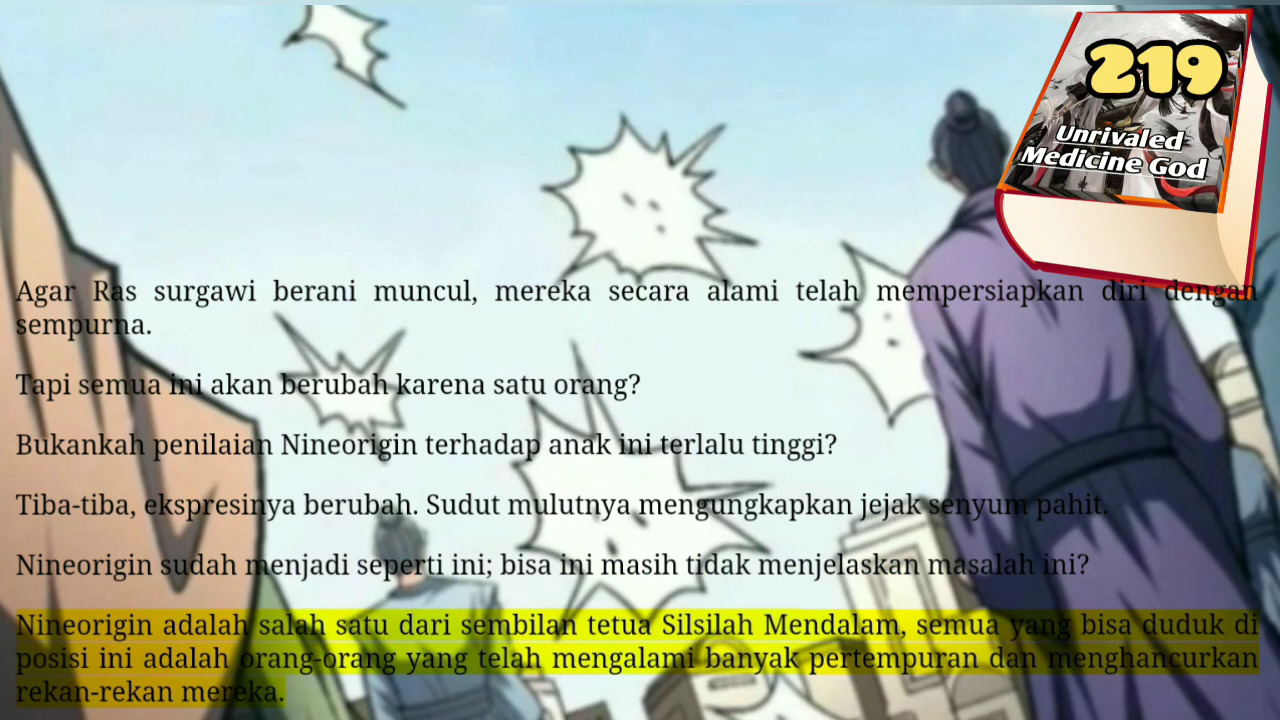 219
Unrivaled
Medicine God
Agar Ras surgawi berani muncul, mereka secara alami telah mempersiapkan diri dengan
sempurna.
Tapi semua ini akan berubah karena satu orang?
Bukankah penilaian Nineorigin terhadap anak ini terlalu tinggi?
Tiba-tiba, ekspresinya berubah. Sudut mulutnya mengungkapkan jejak senyum pahit.
Nineorigin sudah menjadi seperti ini; bisa ini masih tidak menjelaskan masalah ini?
Nineorigin adalah salah satu dari sembilan tetua Silsilah Mendalam, semua yang bisa duduk di
posisi ini adalah orang-orang yang telah mengalami banyak pertempuran dan menghancurkan
rekan-rekan mereka.